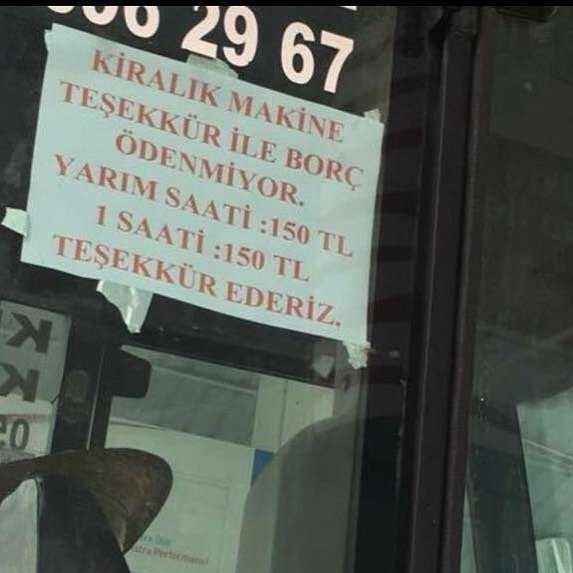 29 67
KİRALIK MAKİNE
TEŞEKKÜR İLE BORÇ
ÖDENMİYOR.
YARIM SAATİ :150 TL
1 SAATİ :150 TL
TEŞEKKÜR EDERİZ.